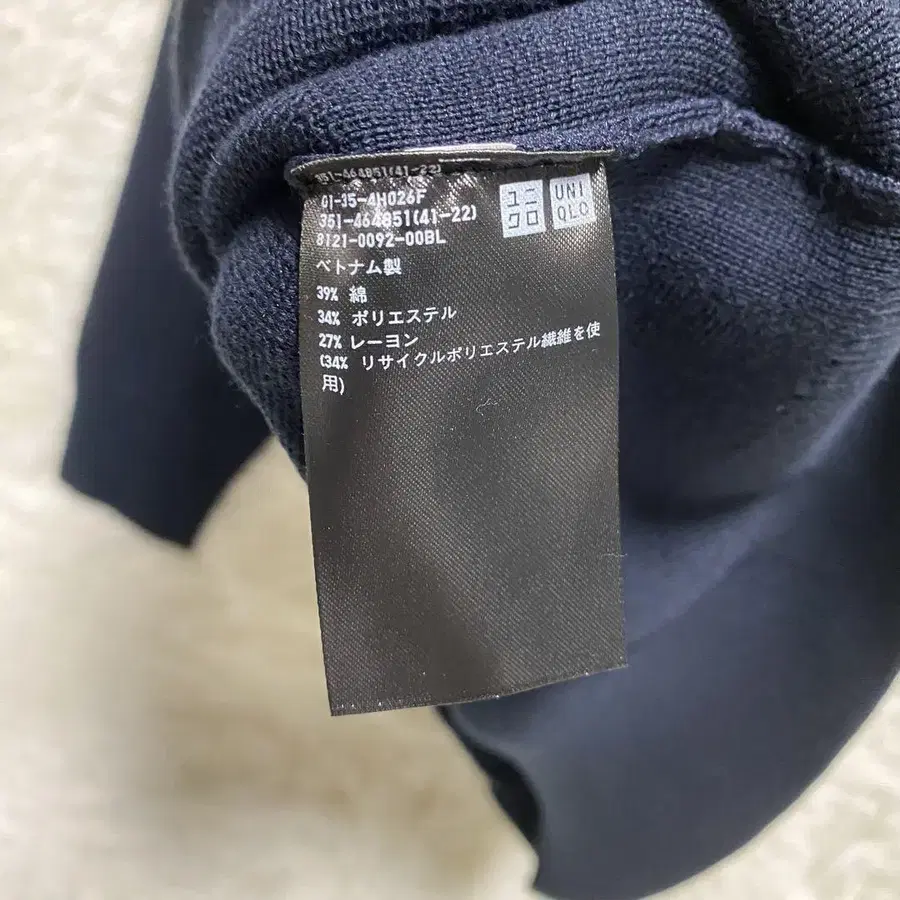 351-464851(41-22)
01-35-4H026F
351-464851(41-22)
8121-0092-00BL
ユニ
クロ
UNI
QLO
ベトナム製
39% 綿
34% ポリエステル
27% レーヨン
(34% リサイクルポリエステル繊維を使
用)